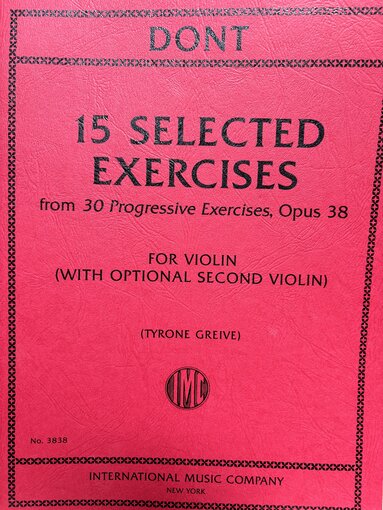 DONT
15 SELECTED
EXERCISES
from 30 Progressive Exercises, Opus 38
FOR VIOLIN
(WITH OPTIONAL SECOND VIOLIN)
(TYRONE GREIVE)
IMC
No. 3838
INTERNATIONAL MUSIC COMPANY
NEW YORK